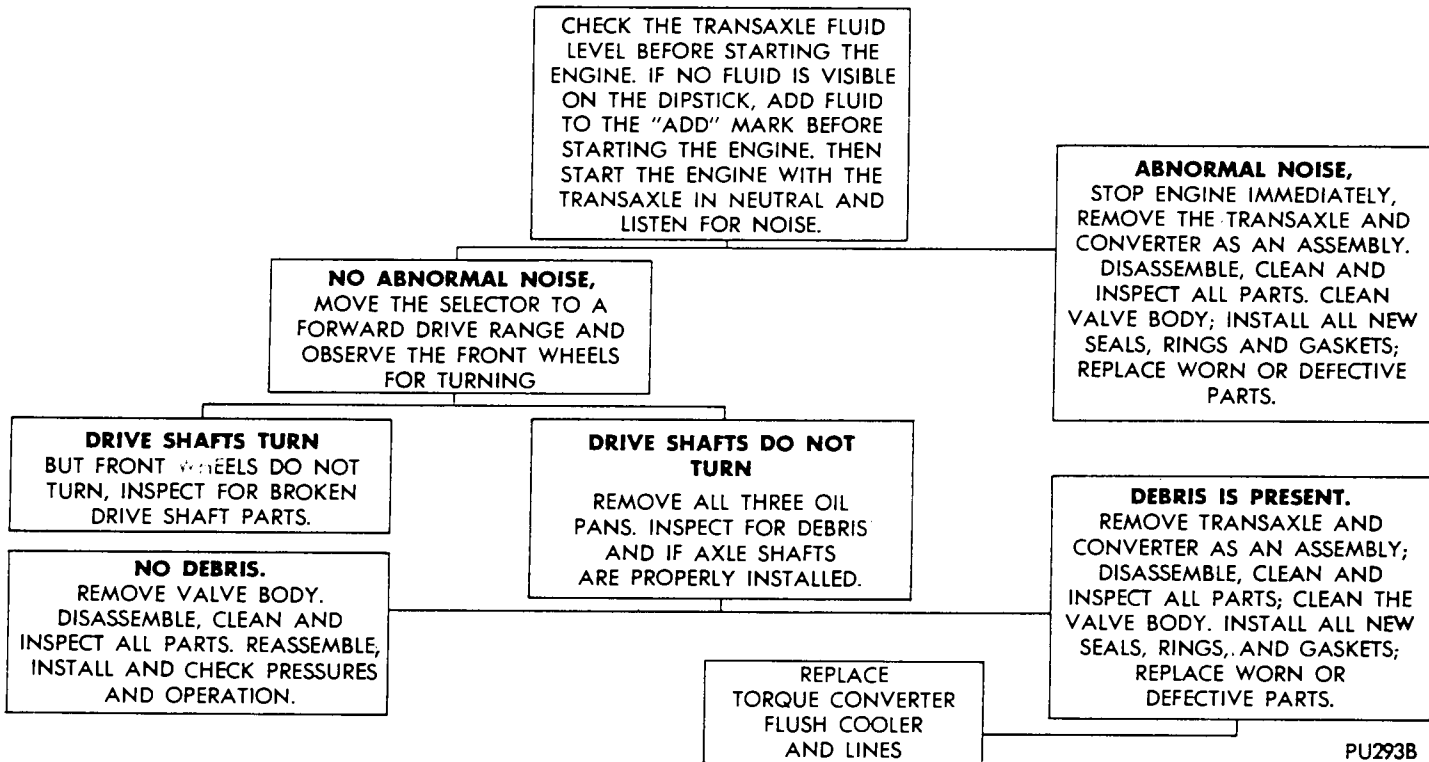 CHECK THE TRANSAXLE FLUID
LEVEL BEFORE STARTING THE
ENGINE. IF NO FLUID IS VISIBLE
ON THE DIPSTICK, ADD FLUID
TO THE "ADD" MARK BEFORE
STARTING THE ENGINE. THEN
START THE ENGINE WITH THE
TRANSAXLE IN NEUTRAL AND
LISTEN FOR NOISE.
ABNORMAL NOISE,
STOP ENGINE IMMEDIATELY,
REMOVE THE TRANSAXLE AND
CONVERTER AS AN ASSEMBLY.
DISASSEMBLE, CLEAN AND
INSPECT ALL PARTS. CLEAN
VALVE BODY; INSTALL ALL NEW
SEALS, RINGS AND GASKETS;
REPLACE WORN OR DEFECTIVE
PARTS.
NO ABNORMAL NOISE,
MOVE THE SELECTOR TO A
FORWARD DRIVE RANGE AND
OBSERVE THE FRONT WHEELS
FOR TURNING
DRIVE SHAFTS TURN
BUT FRONT WHEELS DO NOT
TURN, INSPECT FOR BROKEN
DRIVE SHAFT PARTS.
DRIVE SHAFTS DO NOT
TURN
REMOVE ALL THREE OIL
PANS. INSPECT FOR DEBRIS
AND IF AXLE SHAFTS
ARE PROPERLY INSTALLED.
NO DEBRIS.
REMOVE VALVE BODY.
DISASSEMBLE, CLEAN AND
INSPECT ALL PARTS. REASSEMBLE,
INSTALL AND CHECK PRESSURES
AND OPERATION.
DEBRIS IS PRESENT.
REMOVE TRANSAXLE AND
CONVERTER AS AN ASSEMBLY;
DISASSEMBLE, CLEAN AND
INSPECT ALL PARTS; CLEAN THE
VALVE BODY. INSTALL ALL NEW
SEALS, RINGS,. AND GASKETS;
REPLACE WORN OR
DEFECTIVE PARTS.
REPLACE
TORQUE CONVERTER
FLUSH COOLER
AND LINES
PU293B